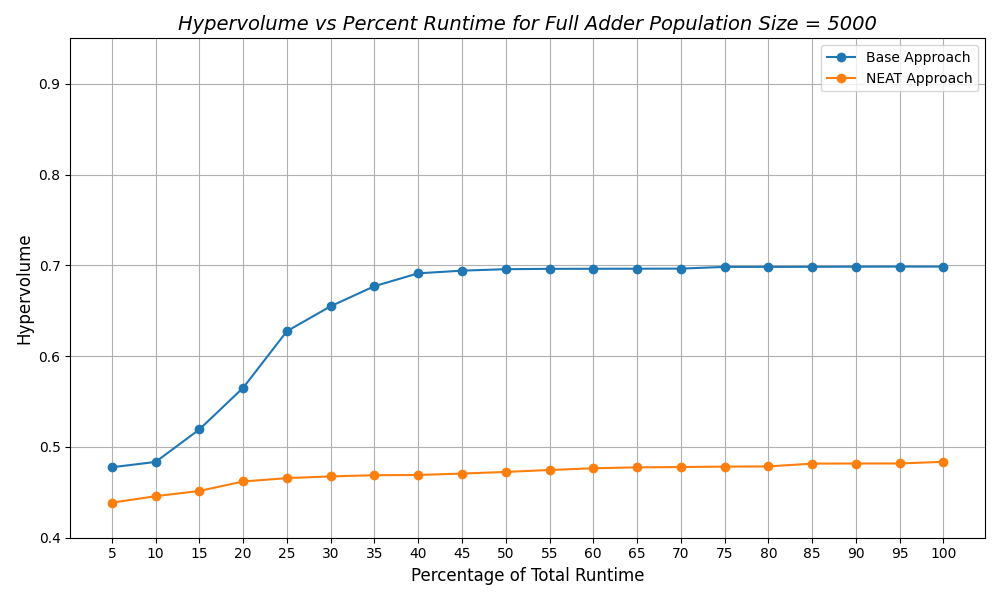 Hypervolume vs Percent Runtime for Full Adder Population Size = 5000
Base Approach
NEAT Approach
Hypervolume
0.9
0.8
0.7
0.6
0.5
0.4
5 10 15 20 25 30 35 40 45 50 55 60 65 70 75 80 85 90 95 100
Percentage of Total Runtime